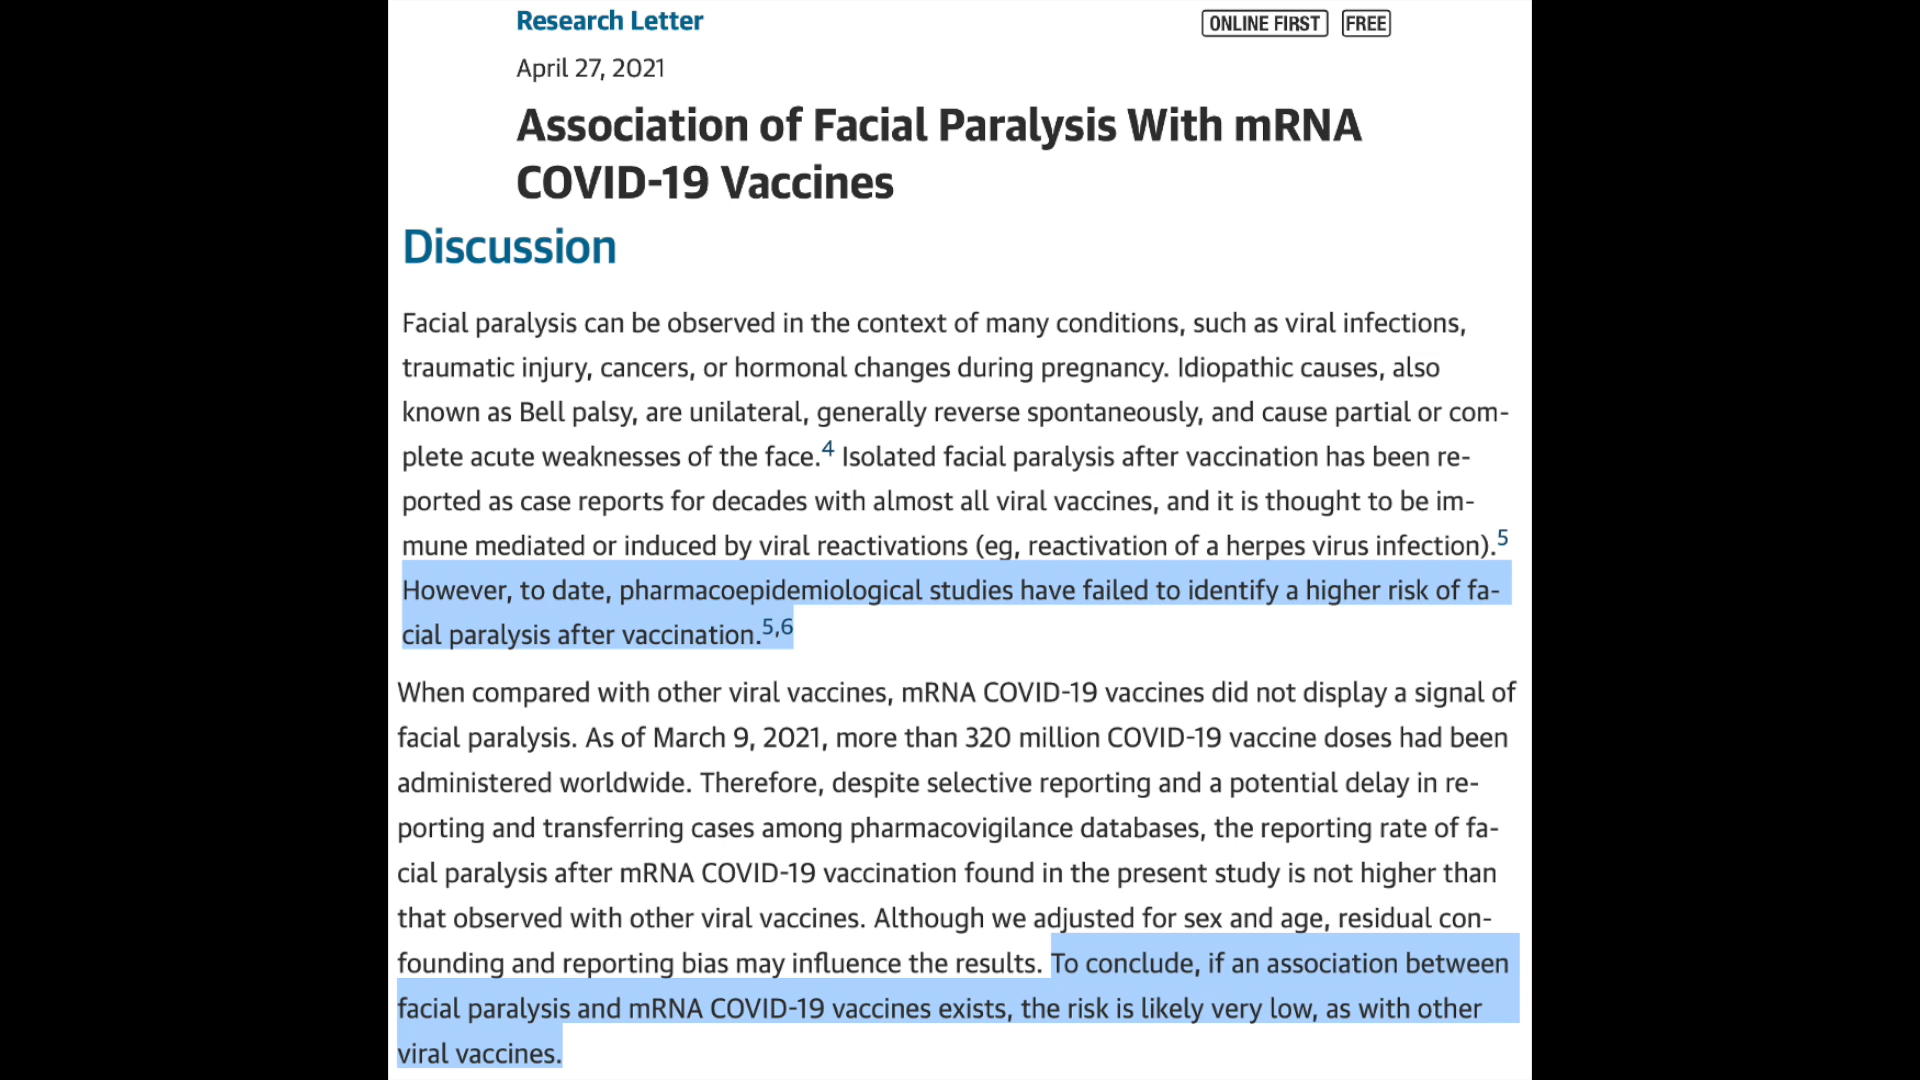 Research Letter
ONLINE FIRST FREE
April 27, 2021
Association of Facial Paralysis With mRNA
COVID-19 Vaccines
Discussion
Facial paralysis can be observed in the context of many conditions, such as viral infections,
traumatic injury, cancers, or hormonal changes during pregnancy. Idiopathic causes, also
known as Bell palsy, are unilateral, generally reverse spontaneously, and cause partial or com-
plete acute weaknesses of the face.4 Isolated facial paralysis after vaccination has been re-
ported as case reports for decades with almost all viral vaccines, and it is thought to be im-
mune mediated or induced by viral reactivations (eg, reactivation of a herpes virus infection).5
However, to date, pharmacoepidemiological studies have failed to identify a higher risk of fa-
cial paralysis after vaccination.5,6
When compared with other viral vaccines, mRNA COVID-19 vaccines did not display a signal of
facial paralysis. As of March 9, 2021, more than 320 million COVID-19 vaccine doses had been
administered worldwide. Therefore, despite selective reporting and a potential delay in re-
porting and transferring cases among pharmacovigilance databases, the reporting rate of fa-
cial paralysis after mRNA COVID-19 vaccination found in the present study is not higher than
that observed with other viral vaccines. Although we adjusted for sex and age, residual con-
founding and reporting bias may influence the results. To conclude, if an association between
facial paralysis and mRNA COVID-19 vaccines exists, the risk is likely very low, as with other
viral vaccines.